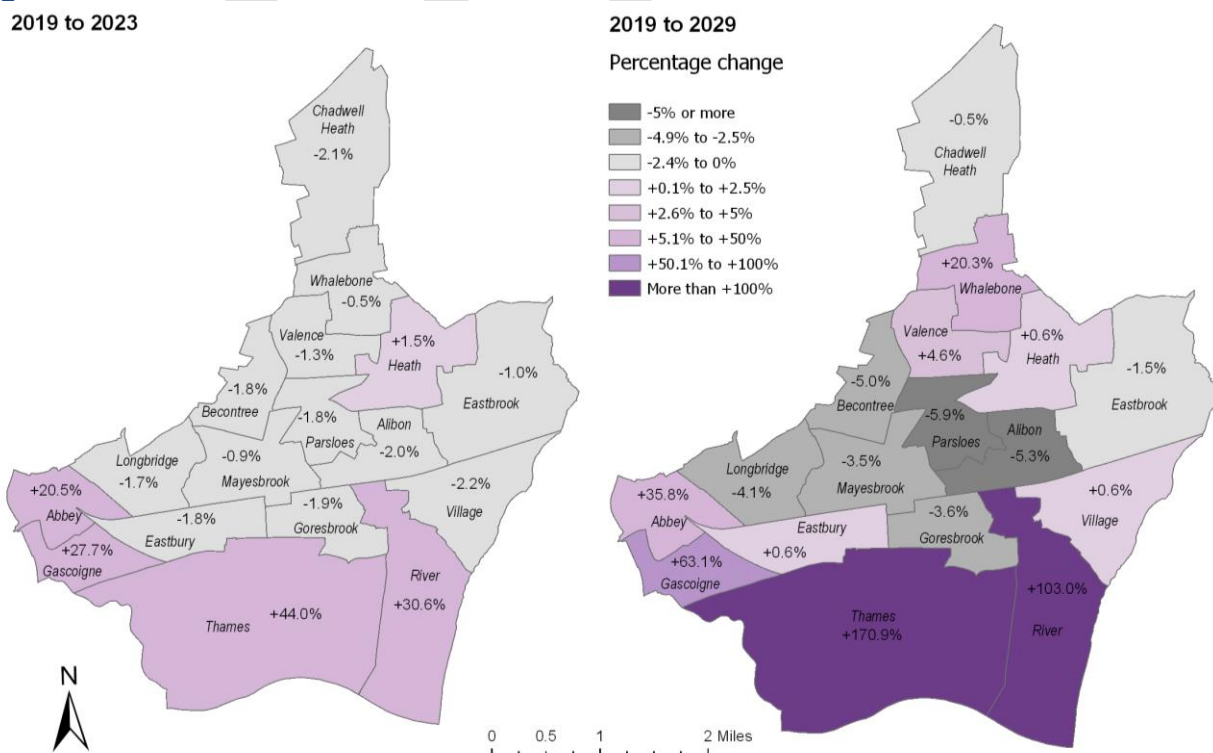 2019 to 2023
Chadwell
Heath
-2.1%
Whalebone
-0.5%
Valence
-1.3%
+1.5%
Heath
-1.0%
Eastbrook
-1.8%
Becontree
-1.8%
Parsloes
Alibon
-2.0%
Longbridge
-1.7%
-0.9%
Mayesbrook
-2.2%
Village
+20.5%
Abbey
-1.8%
Eastbury
-1.9%
Goresbrook
+27.7%
Gascoigne
River
+30.6%
Thames
+44.0%
N
0 0.5 1 2 Miles
2019 to 2029
Percentage change
-5% or more
-4.9% to -2.5%
-2.4% to 0%
+0.1% to +2.5%
+2.6% to +5%
+5.1% to +50%
+50.1% to +100%
More than +100%
-0.5%
Chadwell
Heath
+20.3%
Whalebone
Valence
+4.6%
+0.6%
Heath
-1.5%
Eastbrook
-5.0%
Becontree
-5.9%
Parsloes
Alibon
-5.3%
Longbridge
-4.1%
-3.5%
Mayesbrook
+0.6%
Village
+35.8%
Abbey
Eastbury
+0.6%
-3.6%
Goresbrook
+63.1%
Gascoigne
+103.0%
River
Thames
+170.9%